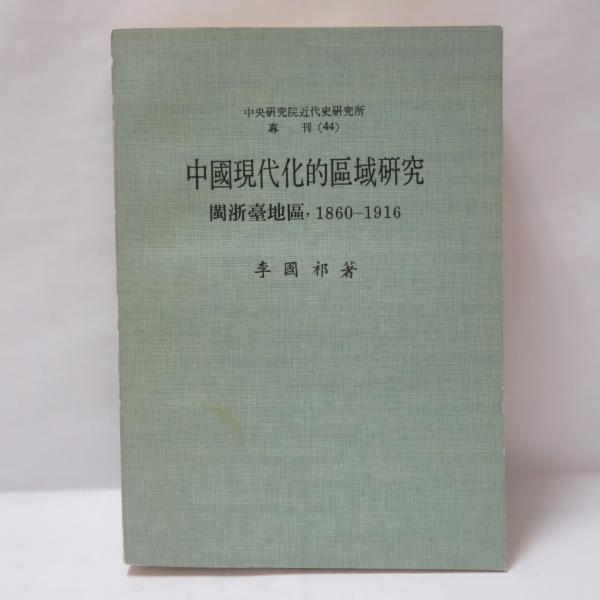 中央研究院近代史研究所
專刊(44)
中國現代化的區域研究
閩浙臺地區,1860-1916
李國祁著